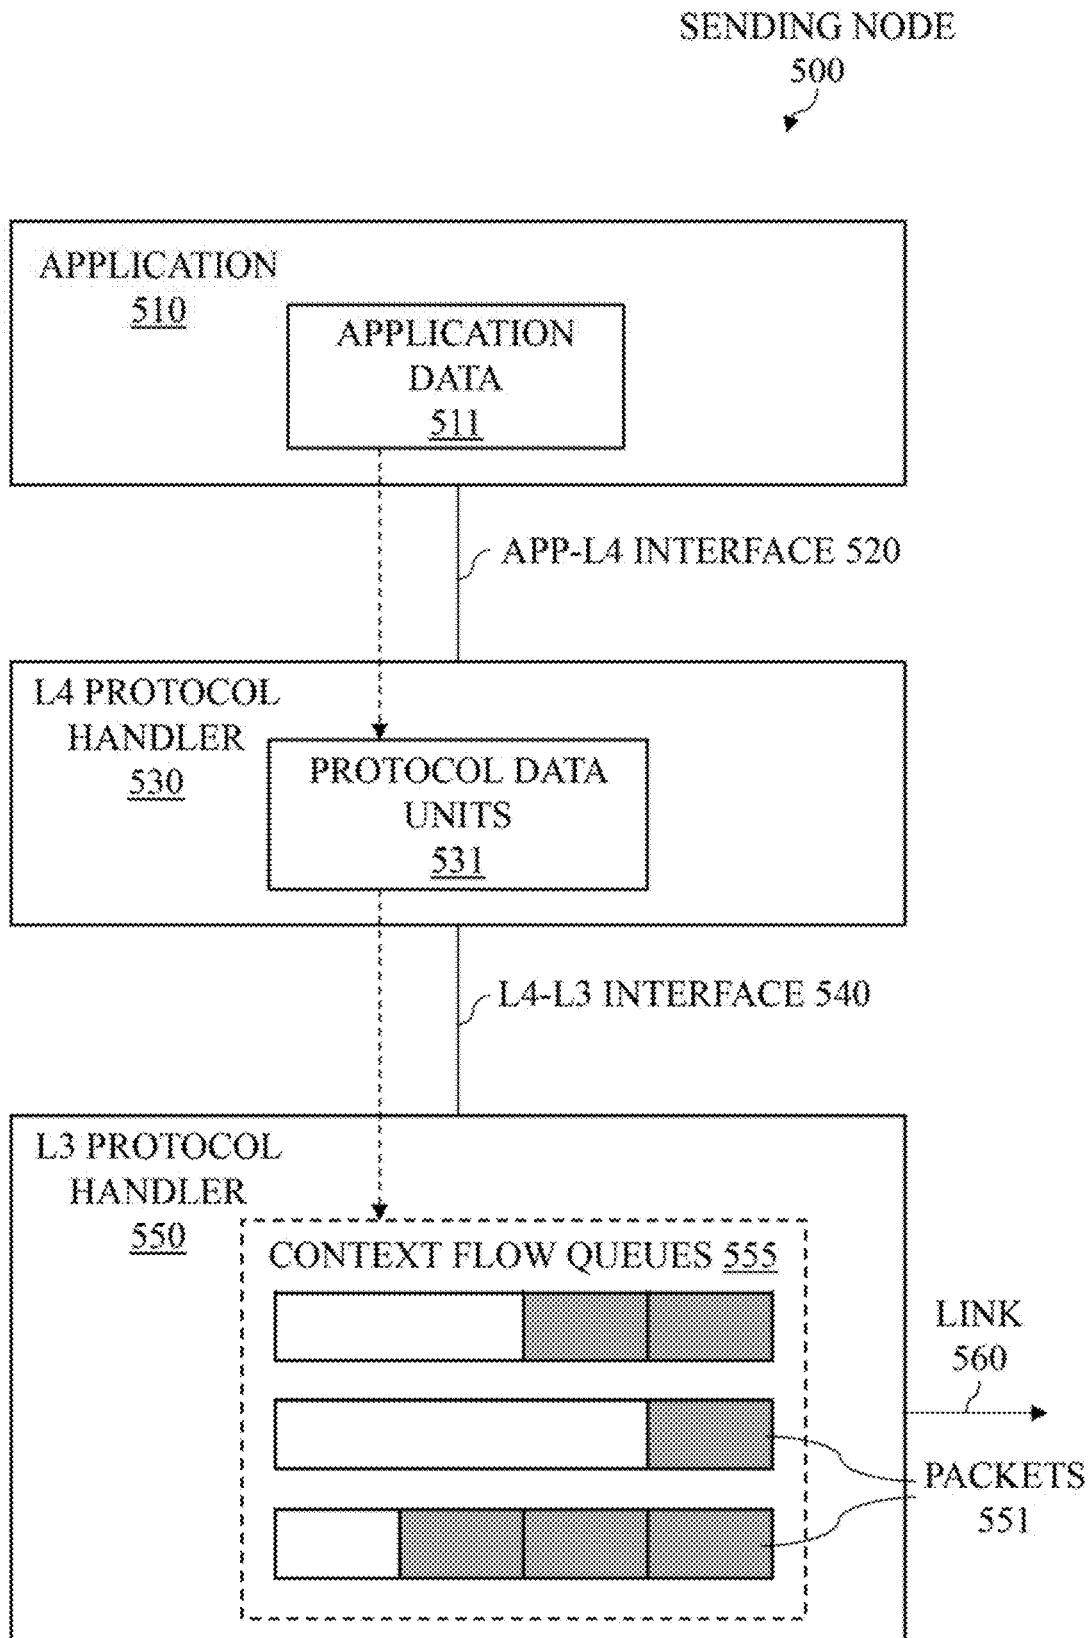 SENDING NODE
500
APPLICATION
510
APPLICATION
DATA
511
APP-L4 INTERFACE 520
L4 PROTOCOL
HANDLER
530
PROTOCOL DATA
UNITS
531
L4-L3 INTERFACE 540
L3 PROTOCOL
HANDLER
550
CONTEXT FLOW QUEUES 555
LINK
560
PACKETS
551